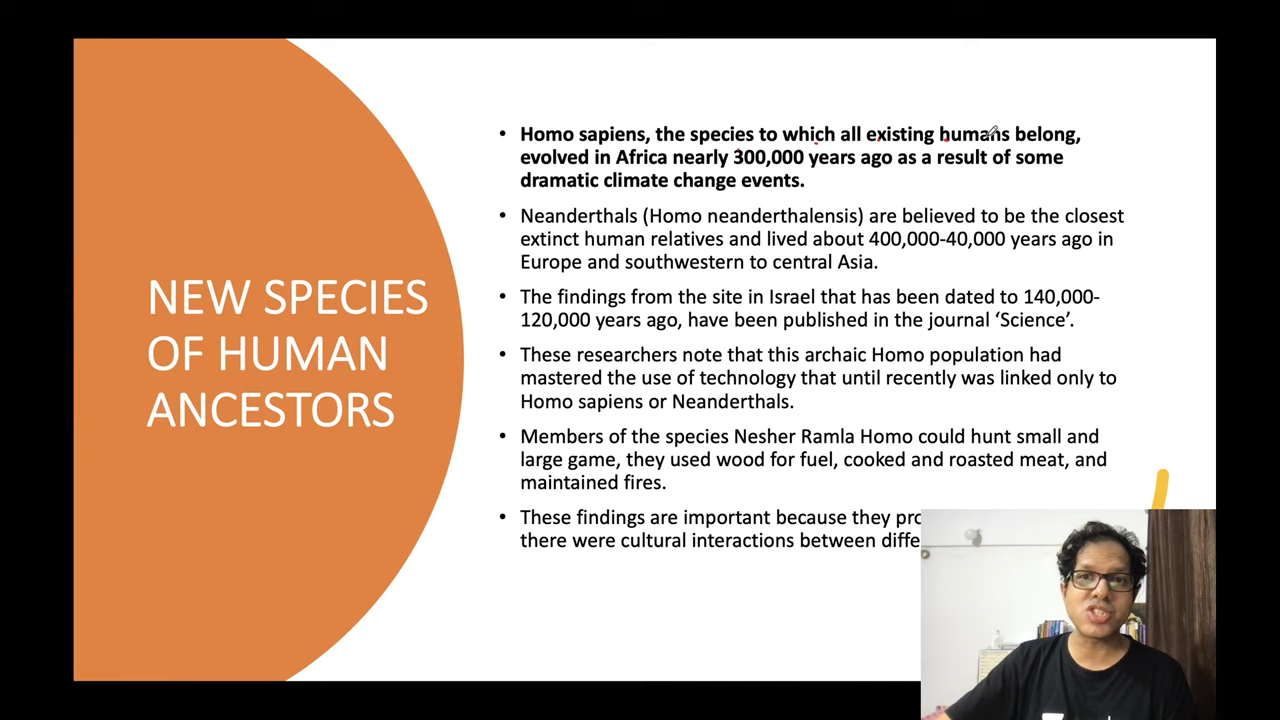 NEW SPECIES
OF HUMAN
ANCESTORS
• Homo sapiens, the species to which all existing humans belong,
evolved in Africa nearly 300,000 years ago as a result of some
dramatic climate change events.
• Neanderthals (Homo neanderthalensis) are believed to be the closest
extinct human relatives and lived about 400,000-40,000 years ago in
Europe and southwestern to central Asia.
• The findings from the site in Israel that has been dated to 140,000-
120,000 years ago, have been published in the journal ‘Science’.
• These researchers note that this archaic Homo population had
mastered the use of technology that until recently was linked only to
Homo sapiens or Neanderthals.
• Members of the species Nesher Ramla Homo could hunt small and
large game, they used wood for fuel, cooked and roasted meat, and
maintained fires.
• These findings are important because they
there were cultural interactions between